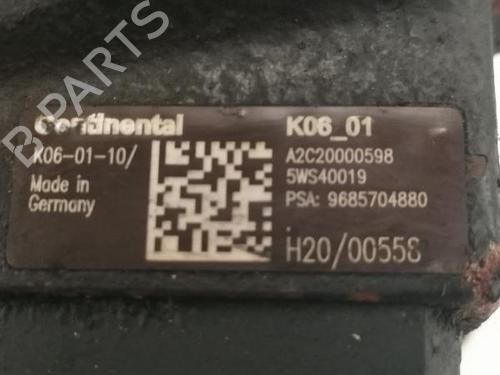 B PARTS
Continental
K06-01-10/
Made in
Germany
K06_01
A2C20000598
5WS40019
PSA: 9685704880
H20/00558